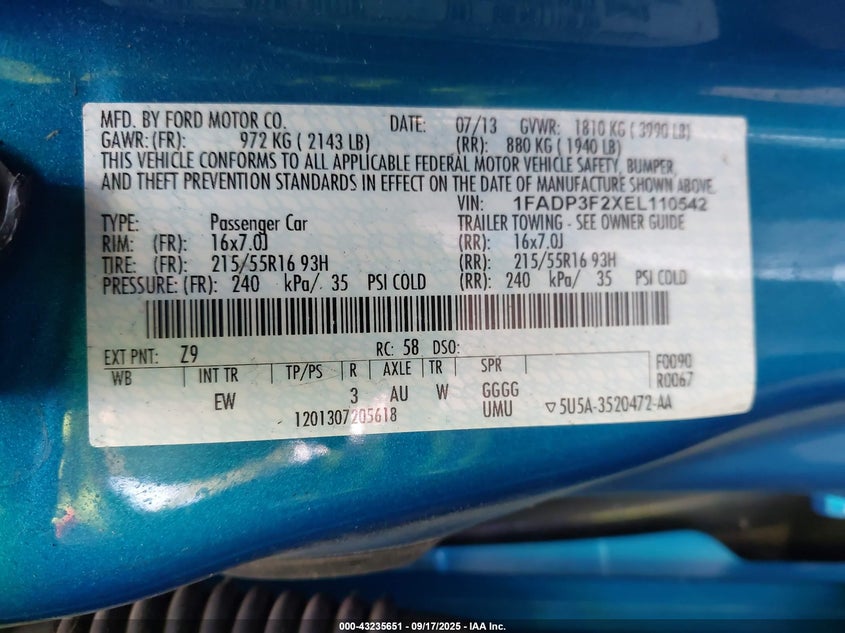 MFD. BY FORD MOTOR CO. DATE: 07/13 GVWR: 1810 KG ( 3990 LB)
GAWR: (FR): 972 KG ( 2143 LB) (RR): 880 KG ( 1940 LB)
THIS VEHICLE CONFORMS TO ALL APPLICABLE FEDERAL MOTOR VEHICLE SAFETY, BUMPER,
AND THEFT PREVENTION STANDARDS IN EFFECT ON THE DATE OF MANUFACTURE SHOWN ABOVE.
VIN: 1FADP3F2XEL110542
TYPE: Passenger Car TRAILER TOWING - SEE OWNER GUIDE
RIM: (FR): 16x7.0J (RR): 16x7.0J
TIRE: (FR): 215/55R16 93H (RR): 215/55R16 93H
PRESSURE: (FR): 240 kPa/ 35 PSI COLD (RR): 240 kPa/ 35 PSI COLD
EXT PNT: Z9 RC: 58 DSO:
WB INT TR TP/PS R AXLE TR SPR F0090
R0067
EW 3 AU W GGGG
1201307205618 UMU ▽5U5A-3520472-AA
000-43235651 - 09/17/2025 - IAA Inc.